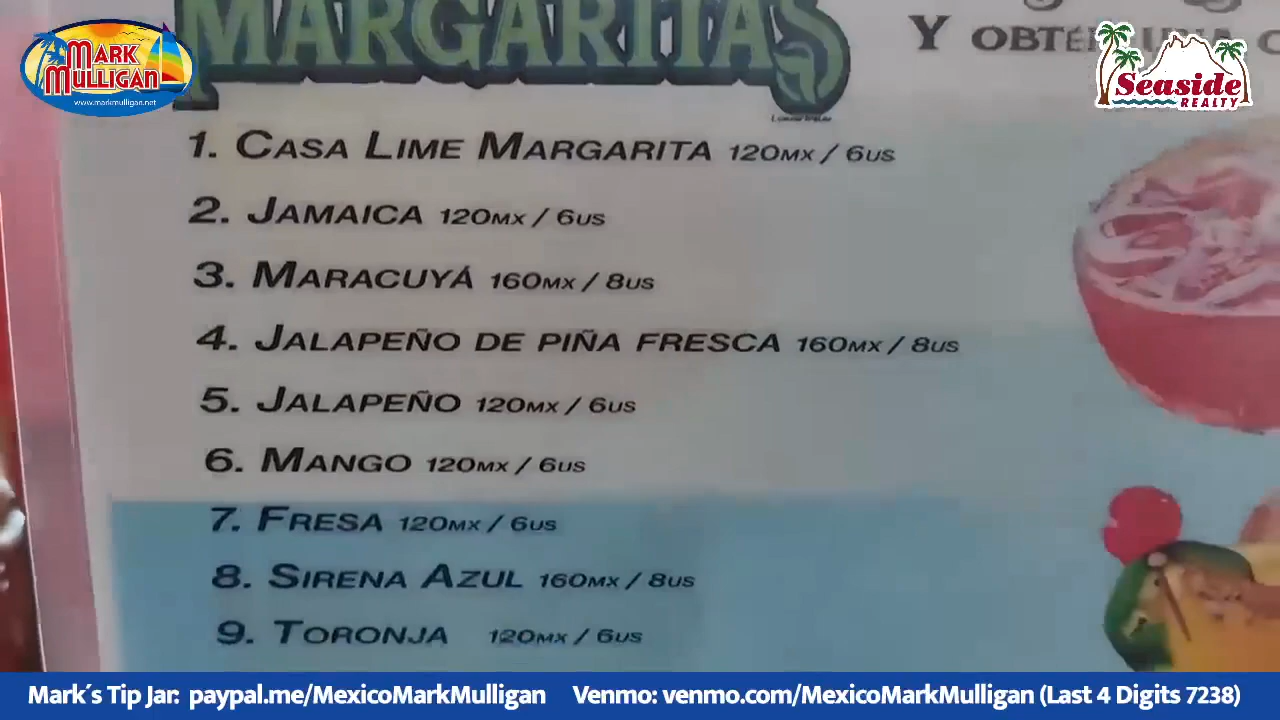 MARGARITAS
Y OBTÉN UNA
MARK
MULLIGAN
www.markmulligan.net
Seaside
REALTY
1. CASA LIME MARGARITA 120MX / 6US
2. JAMAICA 120MX / 6US
3. MARACUYÁ 160MX / 8US
4. JALAPEÑO DE PIÑA FRESCA 160MX / 8US
5. JALAPEÑO 120MX / 6US
6. MANGO 120MX / 6US
7. FRESA 120MX / 6US
8. SIRENA AZUL 160MX / 8US
9. TORONJA 120MX / 6US
Mark´s Tip Jar: paypal.me/MexicoMarkMulligan Venmo: venmo.com/MexicoMarkMulligan (Last 4 Digits 7238)